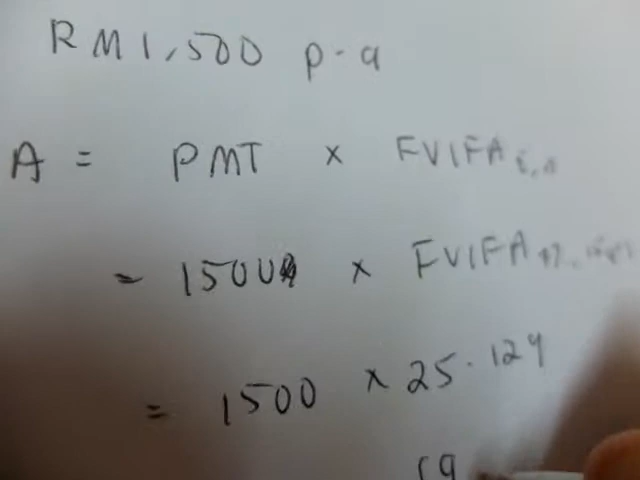 RM1,500 p.a
A = PMT x FVIFA i,n
= 1500 x FVIFA
= 1500 x 25.129